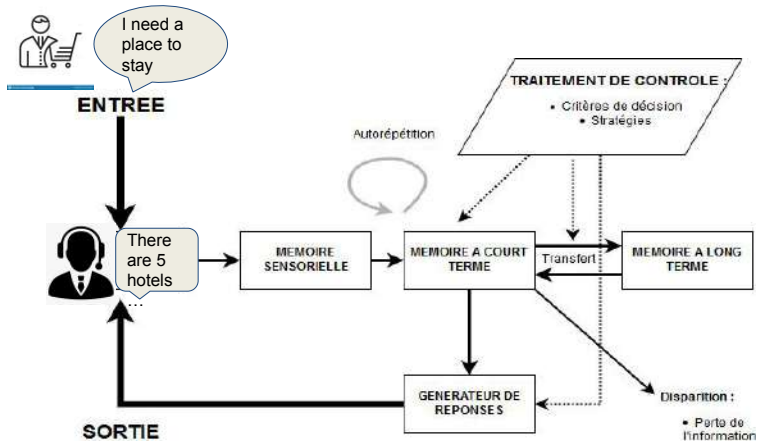 I need a
place to
stay
ENTREE
TRAITEMENT DE CONTROLE :
• Critères de décision
• Stratégies
Autorépétition
There
are 5
hotels
...
MEMOIRE
SENSORIELLE
MEMOIRE A COURT
TERME
Transfert
MEMOIRE A LONG
TERME
GENERATEUR DE
REPONSES
Disparition :
• Perte de
l'information
SORTIE